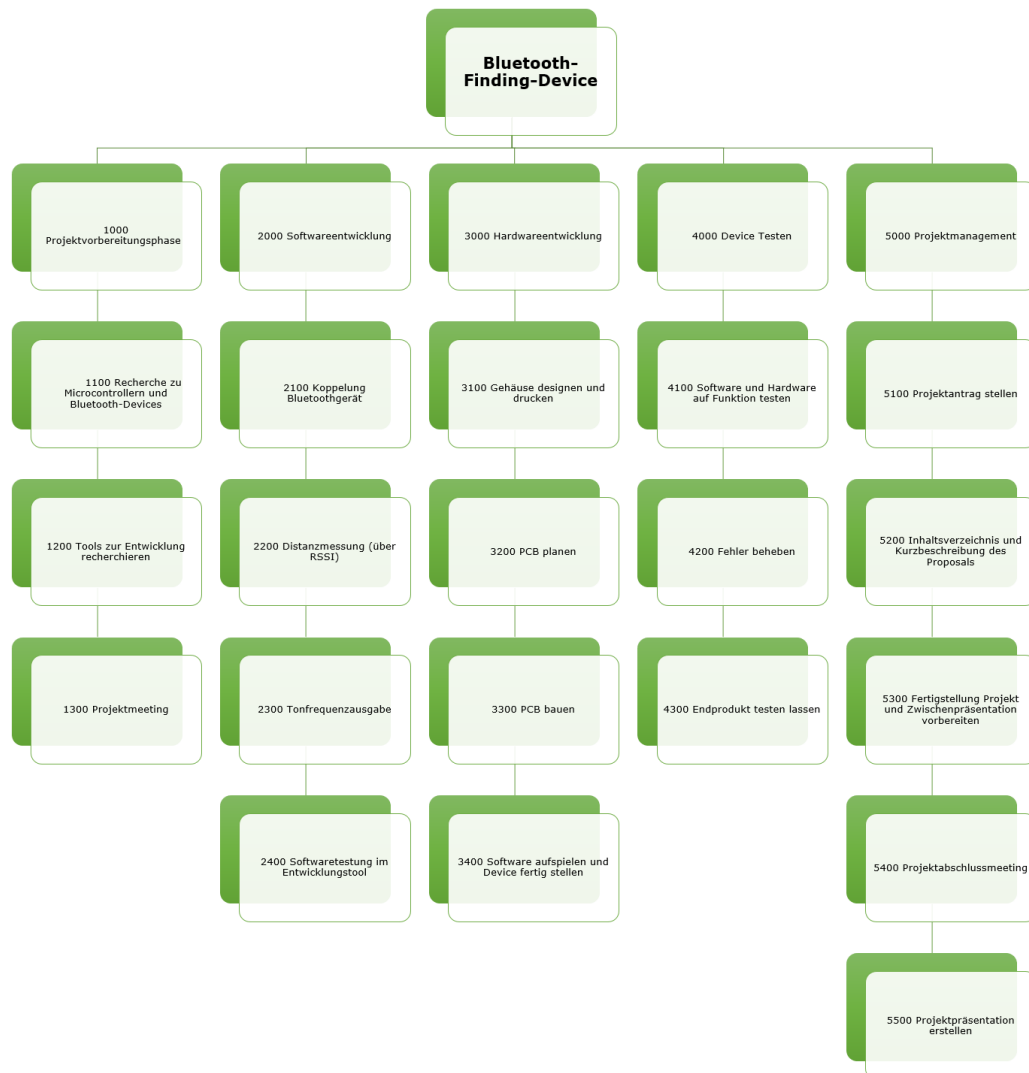 Bluetooth-
Finding-Device
1000
Projektvorbereitungsphase
2000 Softwareentwicklung
3000 Hardwareentwicklung
4000 Device Testen
5000 Projektmanagement
1100 Recherche zu
Microcontrollern und
Bluetooth-Devices
2100 Koppelung
Bluetoothgerät
3100 Gehäuse designen und
drucken
4100 Software und Hardware
auf Funktion testen
5100 Projektantrag stellen
1200 Tools zur Entwicklung
recherchieren
2200 Distanzmessung (über
RSSI)
3200 PCB planen
4200 Fehler beheben
5200 Inhaltsverzeichnis und
Kurzbeschreibung des
Proposals
1300 Projektmeeting
2300 Tonfrequenzausgabe
3300 PCB bauen
4300 Endprodukt testen lassen
5300 Fertigstellung Projekt
und Zwischenpräsentation
vorbereiten
2400 Softwaretestung im
Entwicklungstool
3400 Software aufspielen und
Device fertig stellen
5400 Projektabschlussmeeting
5500 Projektpräsentation
erstellen